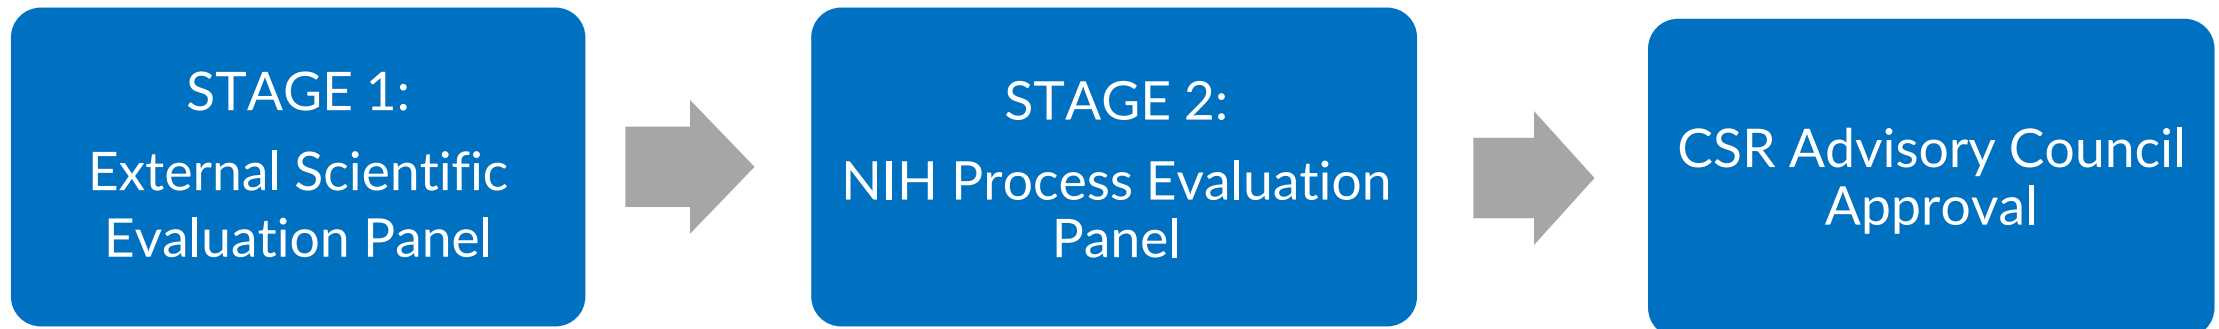 STAGE 1:
External Scientific
Evaluation Panel
STAGE 2:
NIH Process Evaluation
Panel
CSR Advisory Council
Approval